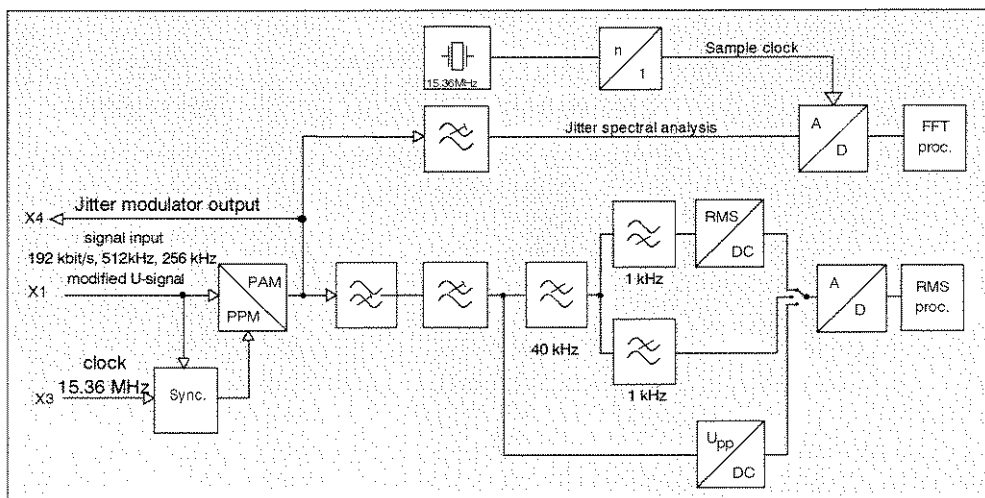 15.36MHz
n
1
Sample clock
A
D
FFT
proc.
Jitter spectral analysis
X4
Jitter modulator output
signal input
192 kbit/s, 512kHz, 256 kHz
modified U-signal
X1
PAM
PPM
40 kHz
1 kHz
RMS
DC
1 kHz
A
D
RMS
proc.
clock
15.36 MHz
X3
Sync.
Upp
DC